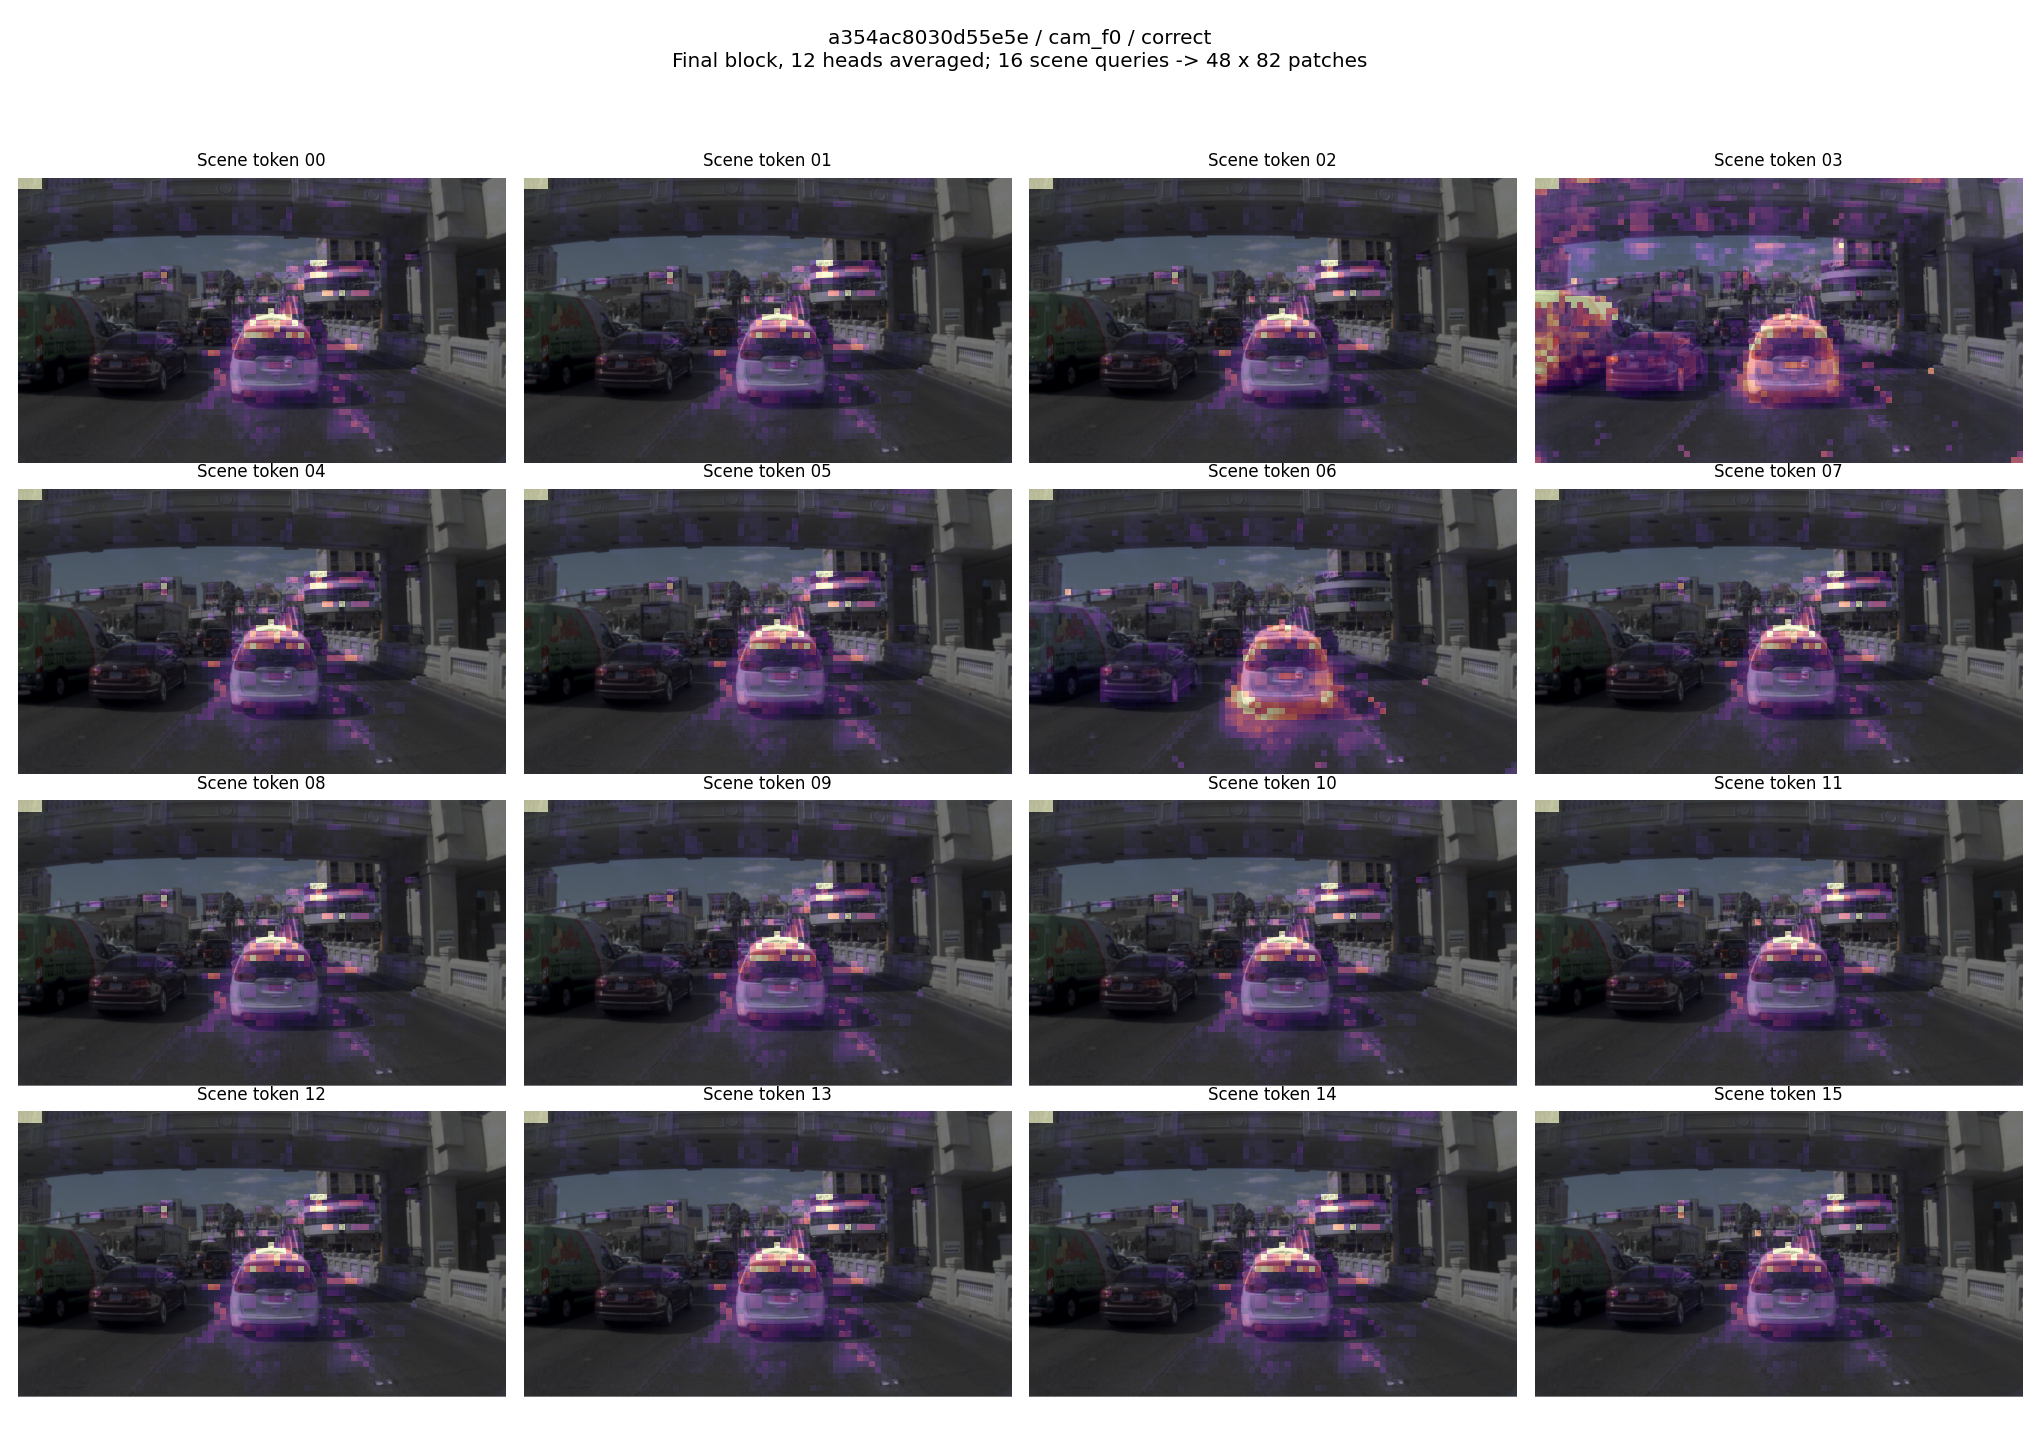 a354ac8030d55e5e / cam_f0 / correct
Final block, 12 heads averaged; 16 scene queries -> 48 x 82 patches
Scene token 00
Scene token 01
Scene token 02
Scene token 03
Scene token 04
Scene token 05
Scene token 06
Scene token 07
Scene token 08
Scene token 09
Scene token 10
Scene token 11
Scene token 12
Scene token 13
Scene token 14
Scene token 15